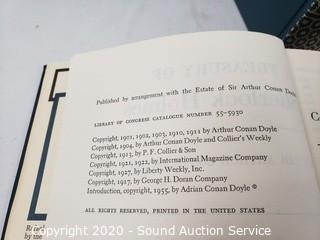 Published by arrangement with the Estate of Sir Arthur Conan Doyle
LIBRARY OF CONGRESS CATALOGUE NUMBER 55-5930
Copyright, 1901, 1902, 1903, 1910, 1911 by Arthur Conan Doyle
Copyright, 1904, by Arthur Conan Doyle and Collier's Weekly
Copyright, 1913, by P. F. Collier & Son
Copyright, 1921, 1922, by International Magazine Company
Copyright, 1927, by Liberty Weekly, Inc.
Copyright, 1917, by George H. Doran Company
Introduction, copyright, 1955, by Adrian Conan Doyle ®
ALL RIGHTS RESERVED, PRINTED IN THE UNITED STATES
by the
Copyright 2020 - Sound Auction Service